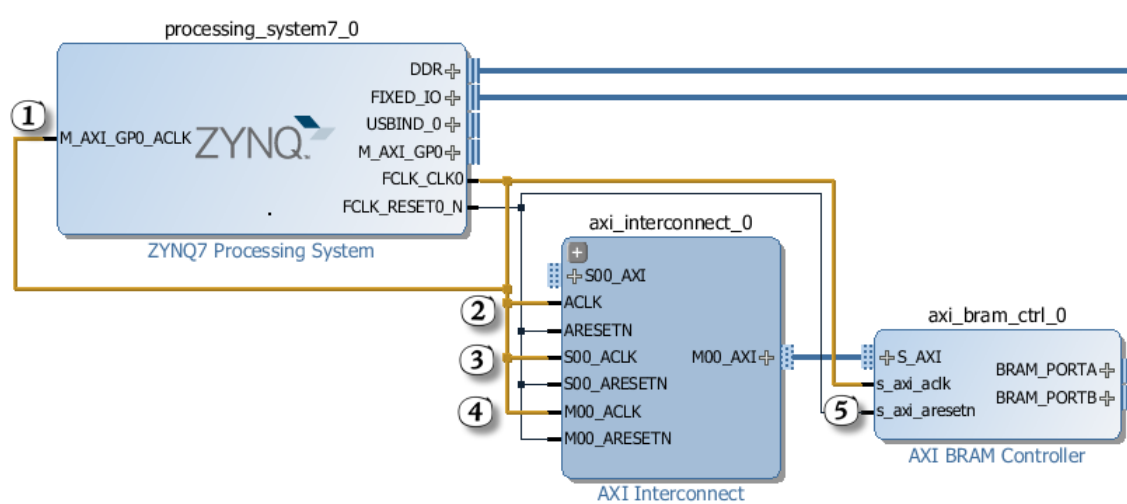 processing_system7_0
DDR
FIXED_IO
USBIND_0
M_AXI_GP0
FCLK_CLK0
FCLK_RESET0_N
1
M_AXI_GP0_ACLK
ZYNQ
ZYNQ7 Processing System
axi_interconnect_0
S00_AXI
2
ACLK
ARESETN
3
S00_ACLK
S00_ARESETN
4
M00_ACLK
M00_ARESETN
M00_AXI
AXI Interconnect
axi_bram_ctrl_0
S_AXI
s_axi_aclk
5
s_axi_aresetn
BRAM_PORTA
BRAM_PORTB
AXI BRAM Controller